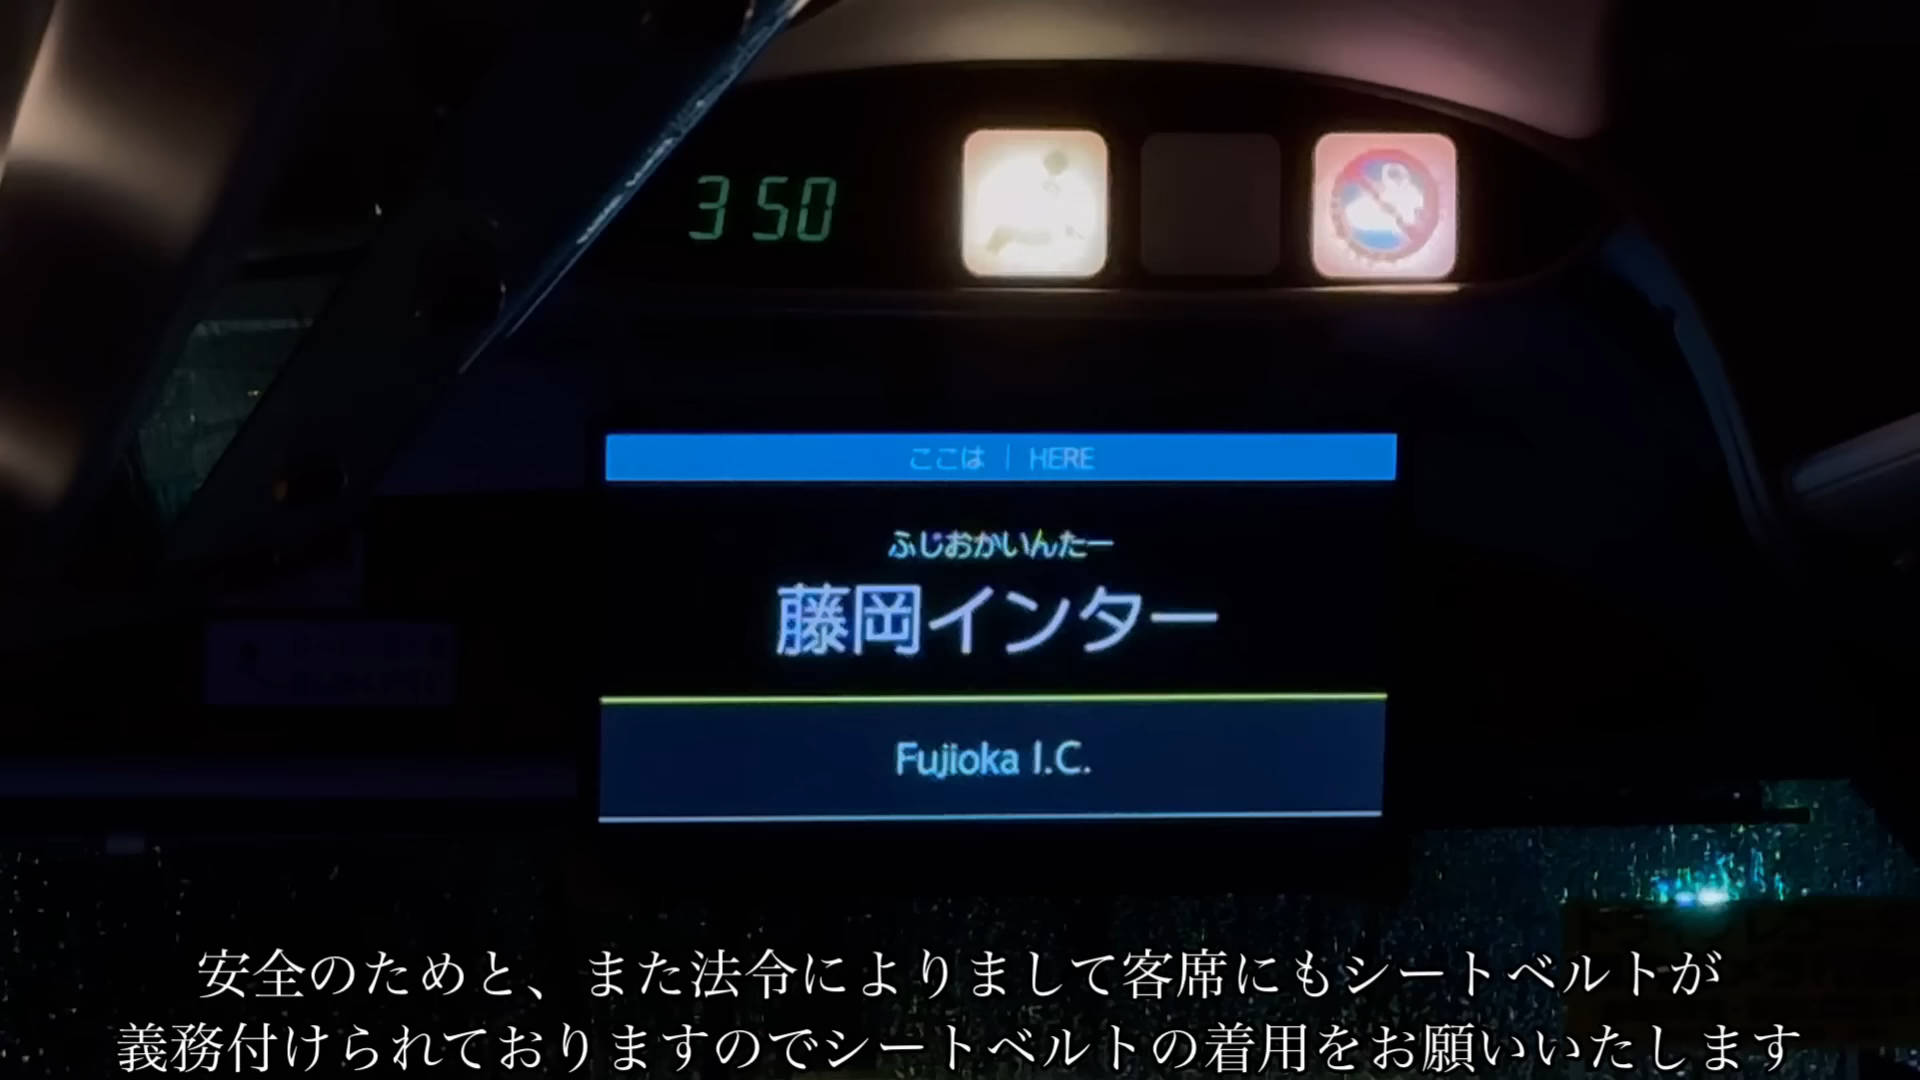 3 50
ここは | HERE
ふじおかいんたー
藤岡インター
Fujioka I.C.
安全のためと、また法令によりまして客席にもシートベルトが
義務付けられておりますのでシートベルトの着用をお願いいたします